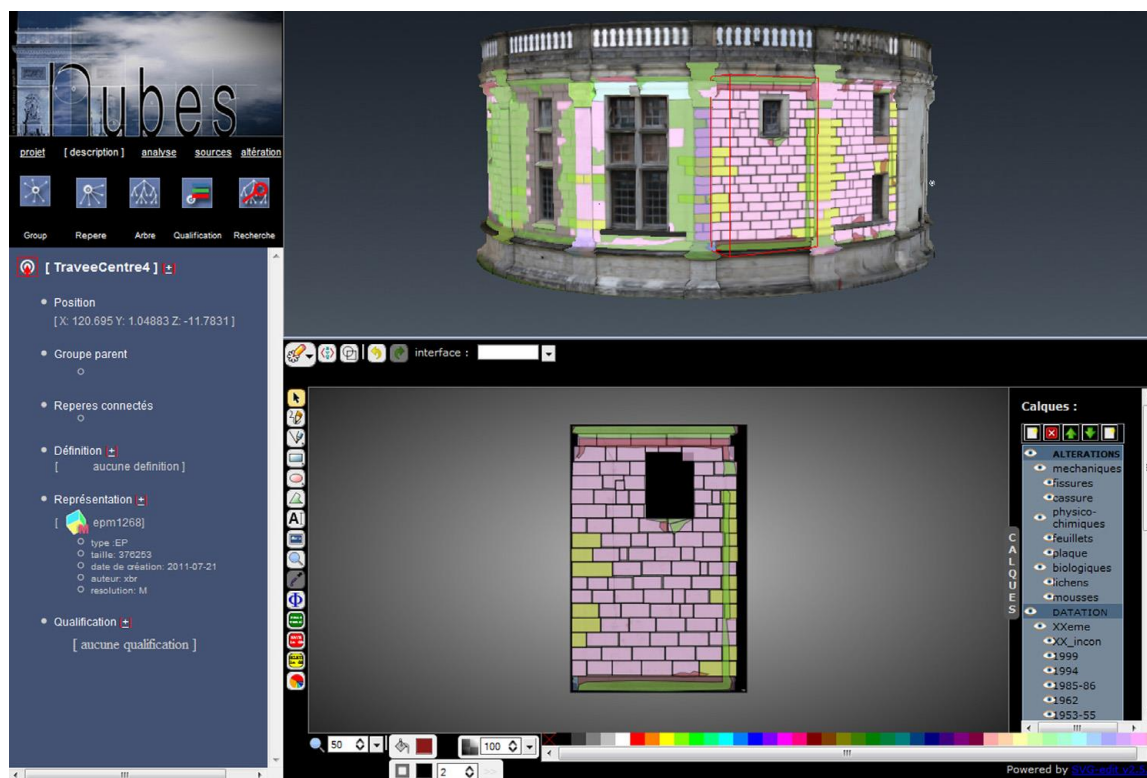 nubes
projet [ description ] analyse sources altération
Group Repere Arbre Qualification Recherche
[ TraveeCentre4 ]
Position
[ X: 120.695 Y: 1.04883 Z: -11.7831 ]
Groupe parent
Reperes connectés
Définition
[ aucune definition ]
Représentation
[ epm1268]
type :EP
taille: 376253
date de création: 2011-07-21
auteur: xbr
resolution: M
Qualification
[ aucune qualification ]
interface :
Calques :
ALTERATIONS
mechaniques
fissures
cassure
physico-
chimiques
feuillets
plaque
biologiques
lichens
mousses
DATATION
XXeme
XX_incon
1999
1994
1985-86
1962
1953-55
CALQUES
50
100
2
Powered by SVG-edit